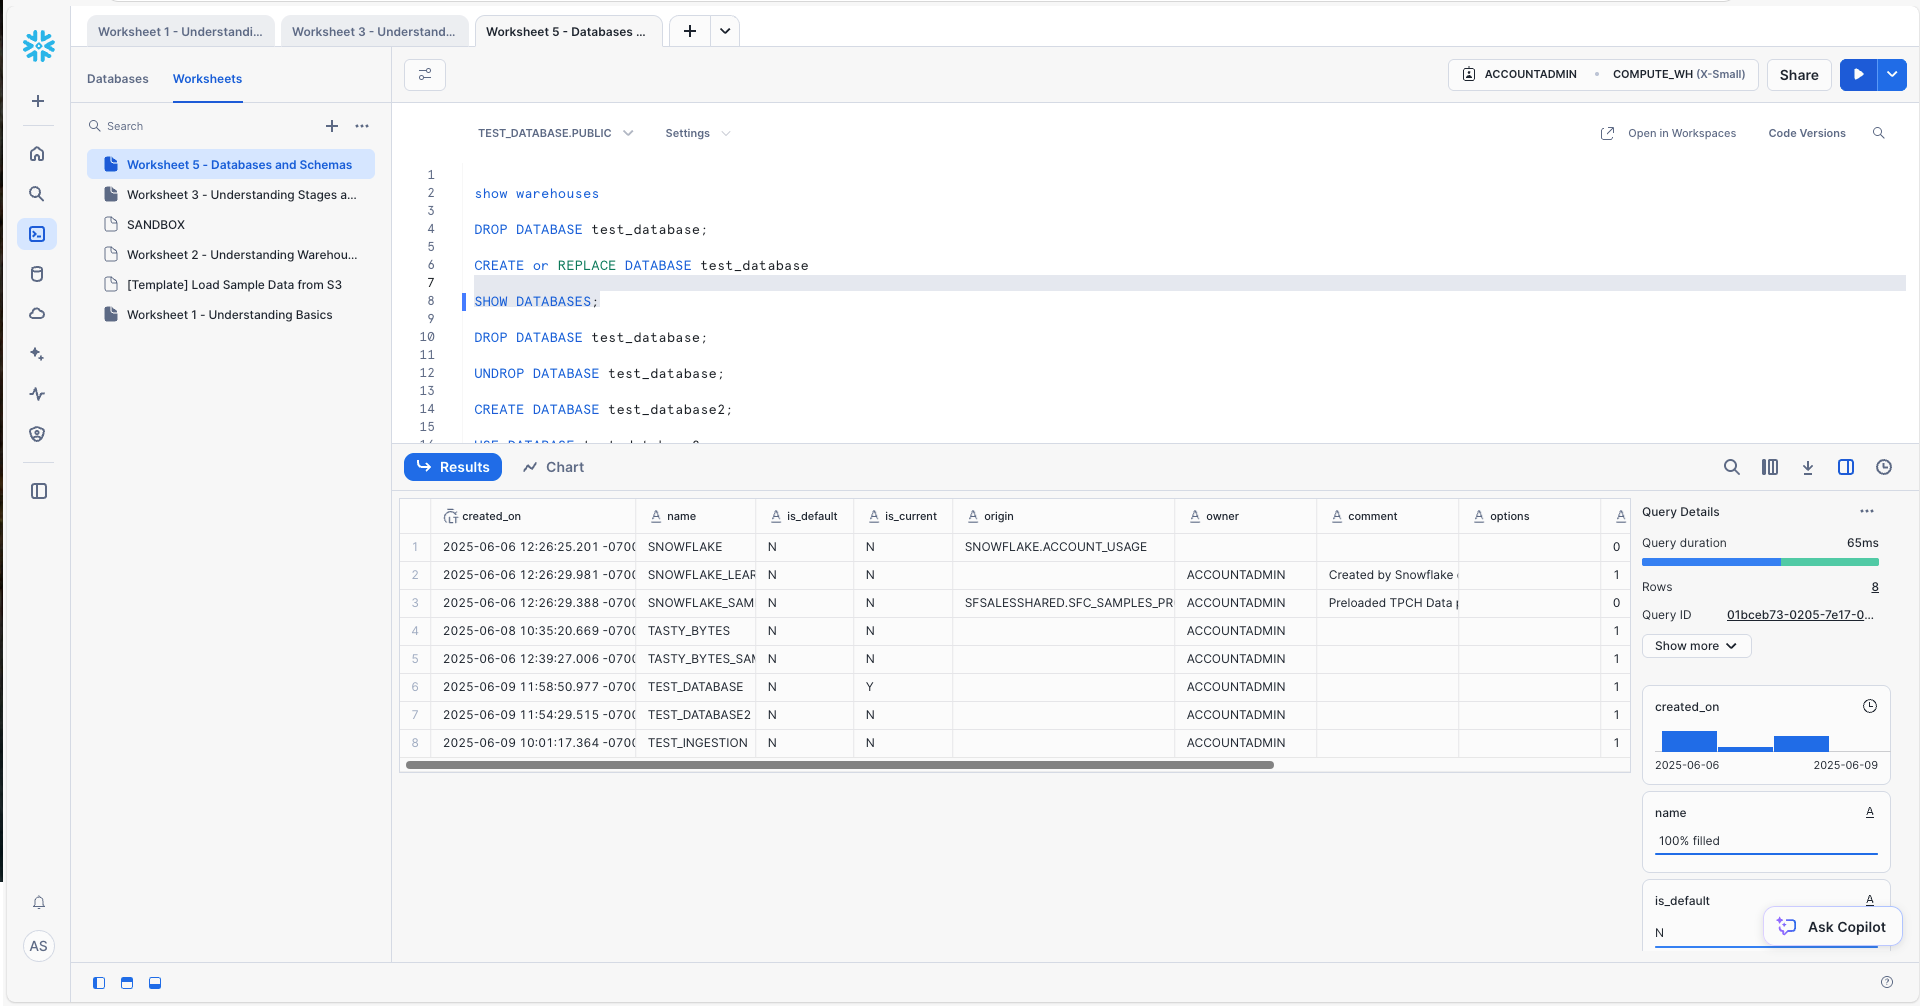 Worksheet 1 - Understandi...
Worksheet 3 - Understand...
Worksheet 5 - Databases ...
Databases
Worksheets
ACCOUNTADMIN
COMPUTE_WH (X-Small)
Share
Search
Worksheet 5 - Databases and Schemas
Worksheet 3 - Understanding Stages a...
SANDBOX
Worksheet 2 - Understanding Warehou...
[Template] Load Sample Data from S3
Worksheet 1 - Understanding Basics
AS
TEST_DATABASE.PUBLIC
Settings
Open in Workspaces
Code Versions
1
2 show warehouses
3
4 DROP DATABASE test_database;
5
6 CREATE or REPLACE DATABASE test_database
7
8 SHOW DATABASES;
9
10 DROP DATABASE test_database;
11
12 UNDROP DATABASE test_database;
13
14 CREATE DATABASE test_database2;
15
Results
Chart
created_on A name A is_default A is_current A origin A owner A comment A options A
1 2025-06-06 12:26:25.201 -0700 SNOWFLAKE N N SNOWFLAKE.ACCOUNT_USAGE 0
2 2025-06-06 12:26:29.981 -0700 SNOWFLAKE_LEAR N N ACCOUNTADMIN Created by Snowflake 1
3 2025-06-06 12:26:29.388 -0700 SNOWFLAKE_SAM N N SFSALESSHARED.SFC_SAMPLES_PR ACCOUNTADMIN Preloaded TPCH Data 0
4 2025-06-08 10:35:20.669 -0700 TASTY_BYTES N N ACCOUNTADMIN 1
5 2025-06-06 12:39:27.006 -0700 TASTY_BYTES_SAM N N ACCOUNTADMIN 1
6 2025-06-09 11:58:50.977 -0700 TEST_DATABASE N Y ACCOUNTADMIN 1
7 2025-06-09 11:54:29.515 -0700 TEST_DATABASE2 N N ACCOUNTADMIN 1
8 2025-06-09 10:01:17.364 -0700 TEST_INGESTION N N ACCOUNTADMIN 1
Query Details
Query duration 65ms
Rows 8
Query ID 01bceb73-0205-7e17-0...
Show more
created_on
2025-06-06 2025-06-09
name A
100% filled
is_default A
N
Ask Copilot